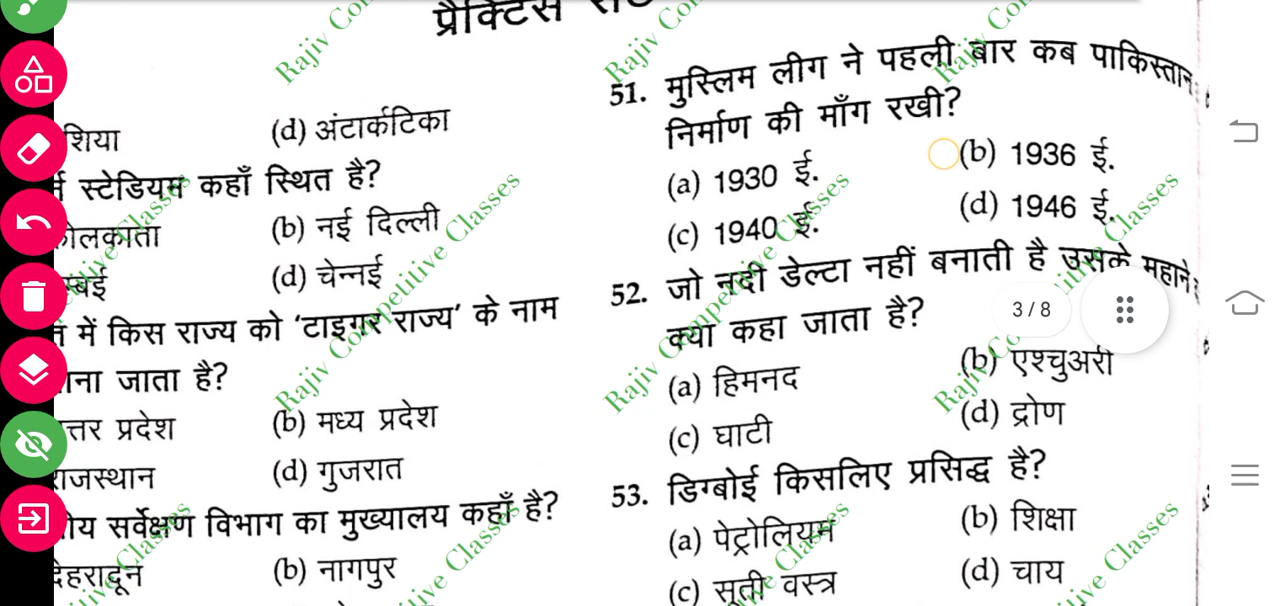 प्रैक्टिस
शिया (d) अंटार्कटिका
स्टेडियम कहाँ स्थित है?
कोलकाता (b) नई दिल्ली
म्बई (d) चेन्नई
में किस राज्य को ‘टाइगर राज्य’ के नाम
ाना जाता है?
त्तर प्रदेश (b) मध्य प्रदेश
राजस्थान (d) गुजरात
ीय सर्वेक्षण विभाग का मुख्यालय कहाँ है?
देहरादून (b) नागपुर
51. मुस्लिम लीग ने पहली बार कब पाकिस्तान
निर्माण की माँग रखी?
(a) 1930 ई. (b) 1936 ई.
(c) 1940 ई. (d) 1946 ई.
52. जो नदी डेल्टा नहीं बनाती है उसके महाने
क्या कहा जाता है?
(a) हिमनद (b) एश्चुअरी
(c) घाटी (d) द्रोण
53. डिग्बोई किसलिए प्रसिद्ध है?
(a) पेट्रोलियम (b) शिक्षा
(c) सूती वस्त्र (d) चाय
3 / 8
Rajiv Competitive Classes